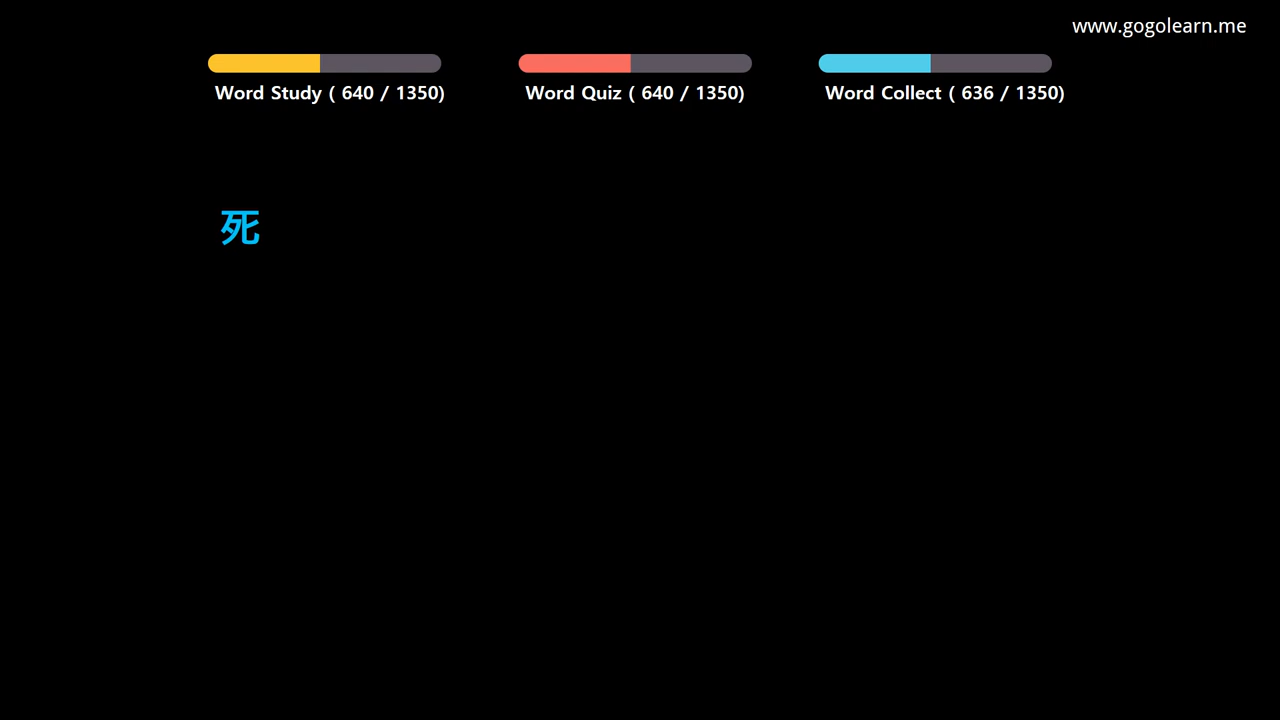 www.gogolearn.me
Word Study ( 640 / 1350)
Word Quiz ( 640 / 1350)
Word Collect ( 636 / 1350)
死